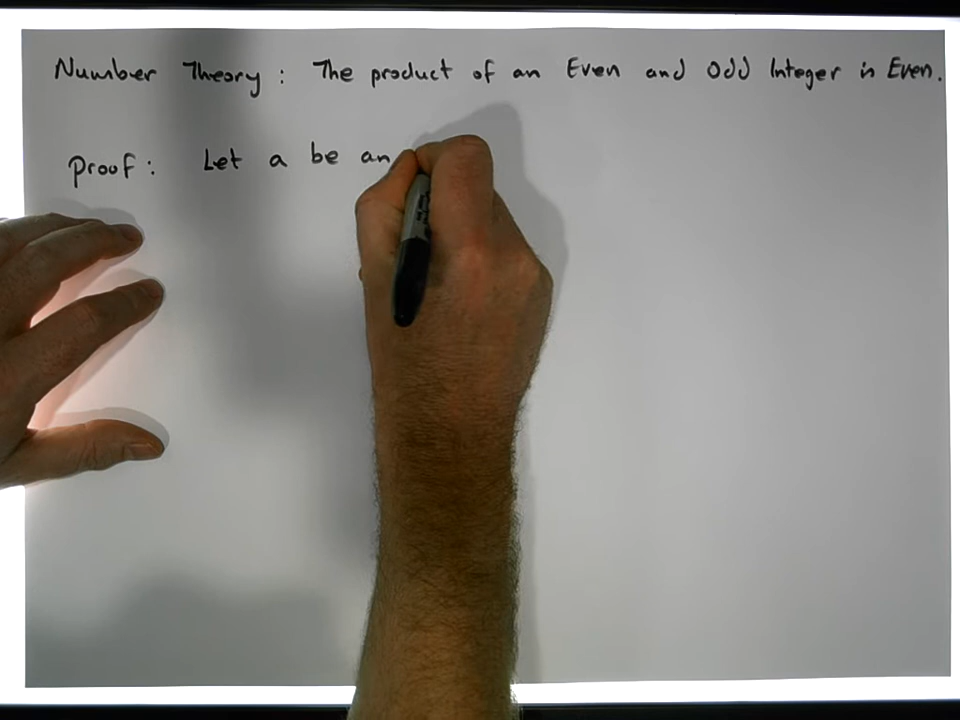 Number Theory : The product of an Even and Odd Integer is Even.
Proof : Let a be an